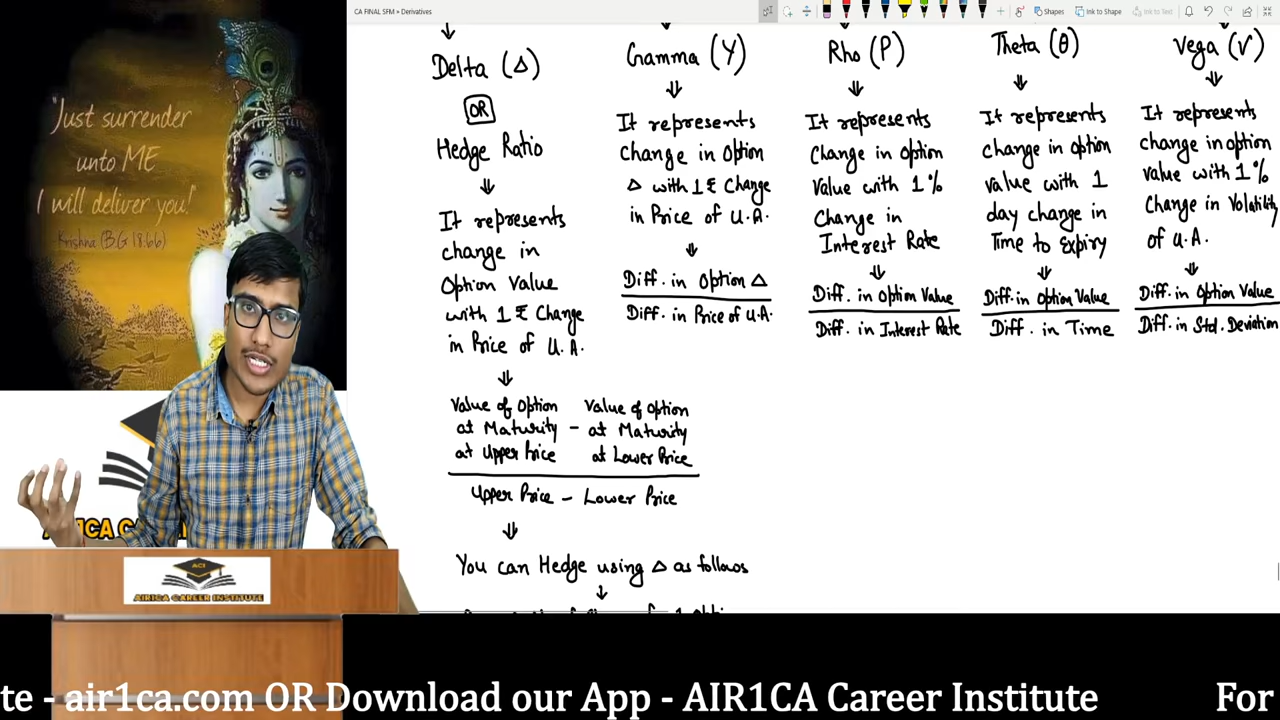 CA FINAL SFM » Derivatives
Shapes
Ink to Shape
Ink to Text
"Just surrender
unto ME
I will deliver you!"
- Krishna (BG 18:66)
Delta (Δ)
OR
Hedge Ratio
⇓
It represents
change in
Option Value
with 1 ₹ Change
in Price of U.A.
⇓
Value of Option
at Maturity
at Upper Price
-
Value of Option
at Maturity
at Lower Price
Upper Price - Lower Price
⇓
You can Hedge using Δ as follows
↓
Gamma (γ)
⇓
It represents
Change in Option
Δ with 1 ₹ Change
in Price of U.A.
⇓
Diff. in Option Δ
Diff. in Price of U.A.
Rho (P)
⇓
It represents
Change in option
Value with 1%
Change in
Interest Rate
⇓
Diff. in Option Value
Diff. in Interest Rate
Theta (θ)
⇓
It represents
change in option
value with 1
day change in
Time to Expiry
⇓
Diff. in Option Value
Diff. in Time
Vega (V)
⇓
It represents
change in option
value with 1%
Change in Volatility
of U.A.
⇓
Diff. in Option Value
Diff. in Std. Deviation
ACI
AIR1CA CAREER INSTITUTE
te - air1ca.com OR Download our App - AIR1CA Career Institute For